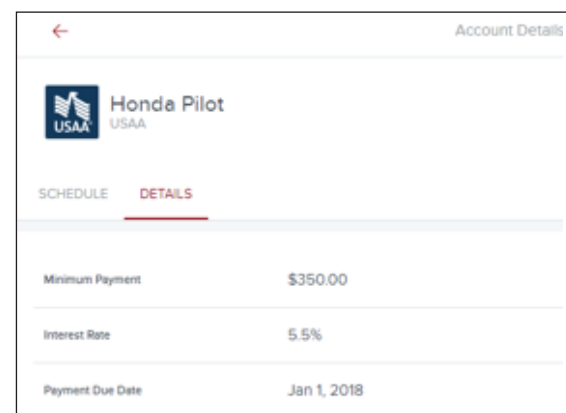 ← Account Details
Honda Pilot
USAA
USAA
SCHEDULE DETAILS
Minimum Payment $350.00
Interest Rate 5.5%
Payment Due Date Jan 1, 2018